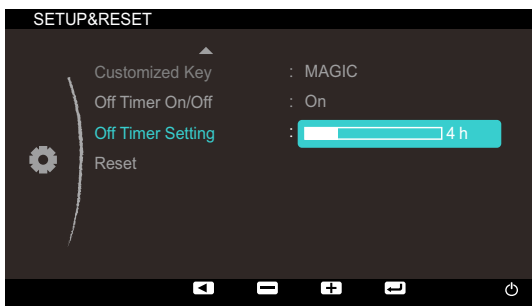 SETUP&RESET
Customized Key : MAGIC
Off Timer On/Off : On
Off Timer Setting : 4 h
Reset